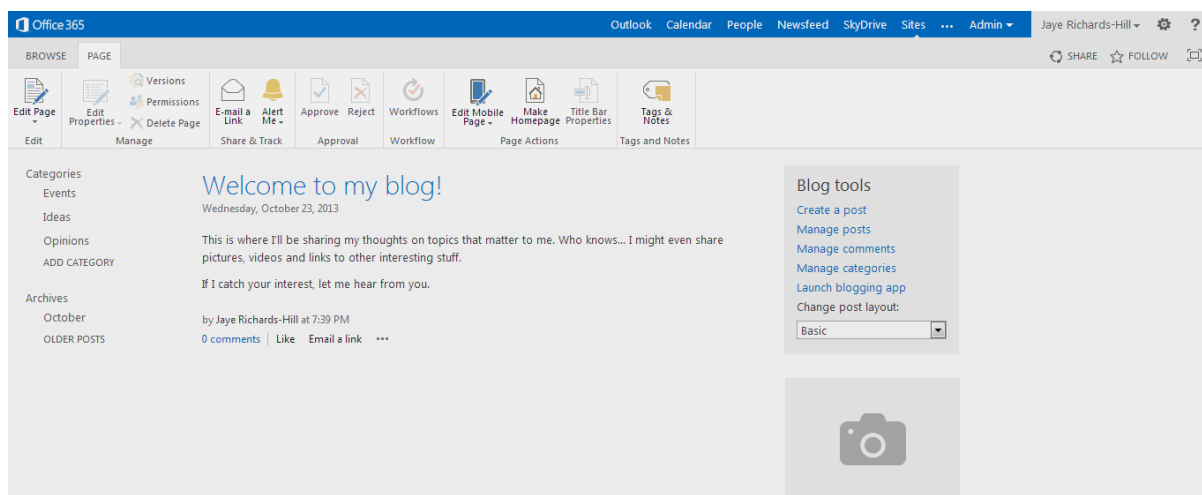 Office 365
Outlook Calendar People Newsfeed SkyDrive Sites ••• Admin Jaye Richards-Hill ?
BROWSE PAGE SHARE FOLLOW
Edit Page
Edit Properties
Versions
Permissions
Delete Page
E-mail a Link
Alert Me
Approve
Reject
Workflows
Edit Mobile Page
Make Homepage
Title Bar Properties
Tags & Notes
Edit Manage Share & Track Approval Workflow Page Actions Tags and Notes
Categories
Events
Ideas
Opinions
ADD CATEGORY
Archives
October
OLDER POSTS
Welcome to my blog!
Wednesday, October 23, 2013
This is where I'll be sharing my thoughts on topics that matter to me. Who knows... I might even share
pictures, videos and links to other interesting stuff.
If I catch your interest, let me hear from you.
by Jaye Richards-Hill at 7:39 PM
0 comments | Like Email a link •••
Blog tools
Create a post
Manage posts
Manage comments
Manage categories
Launch blogging app
Change post layout:
Basic